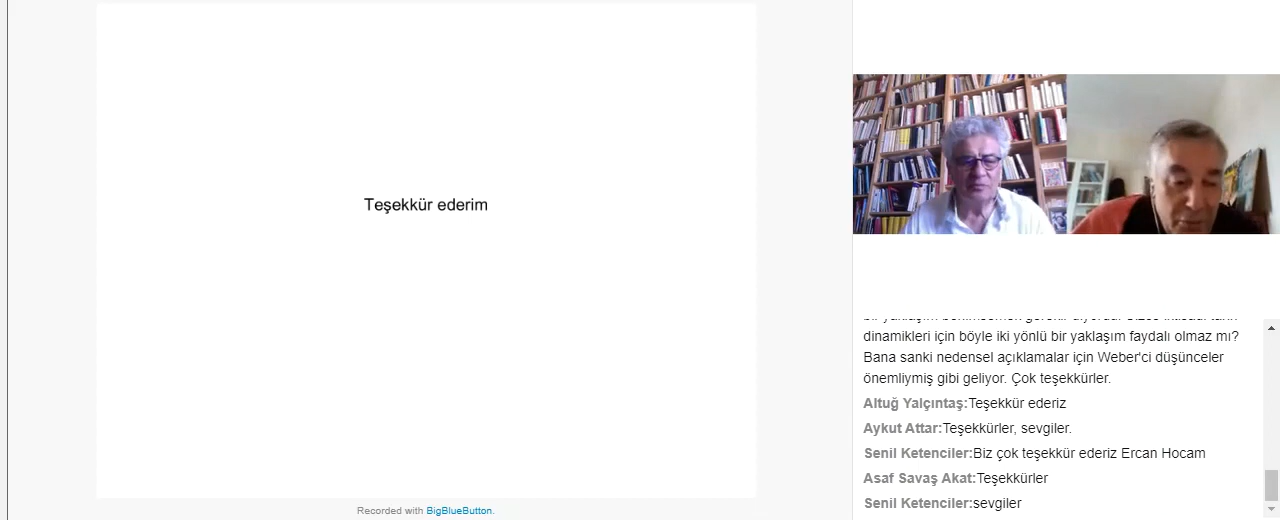 Teşekkür ederim
Recorded with BigBlueButton.
dinamikleri için böyle iki yönlü bir yaklaşım faydalı olmaz mı?
Bana sanki nedensel açıklamalar için Weber'ci düşünceler
önemliymiş gibi geliyor. Çok teşekkürler.
Altuğ Yalçıntaş:Teşekkür ederiz
Aykut Attar:Teşekkürler, sevgiler.
Senil Ketenciler:Biz çok teşekkür ederiz Ercan Hocam
Asaf Savaş Akat:Teşekkürler
Senil Ketenciler:sevgiler